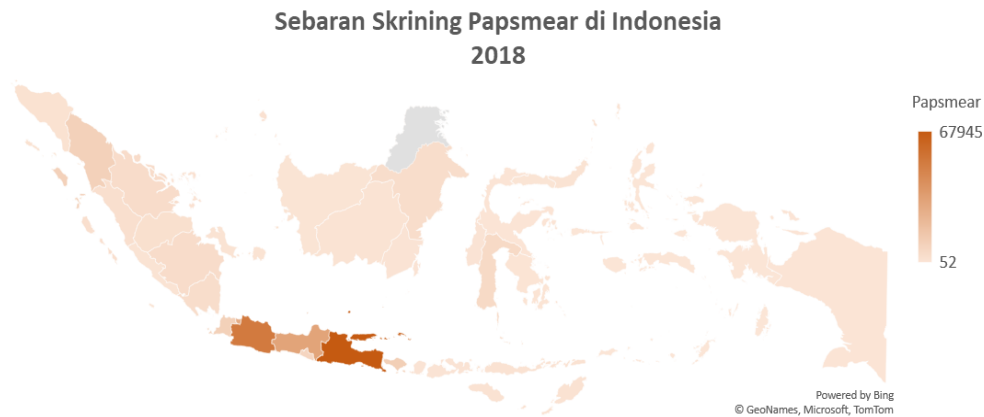 Sebaran Skrining Papsmear di Indonesia
2018
Papsmear
67945
52
Powered by Bing
© GeoNames, Microsoft, TomTom